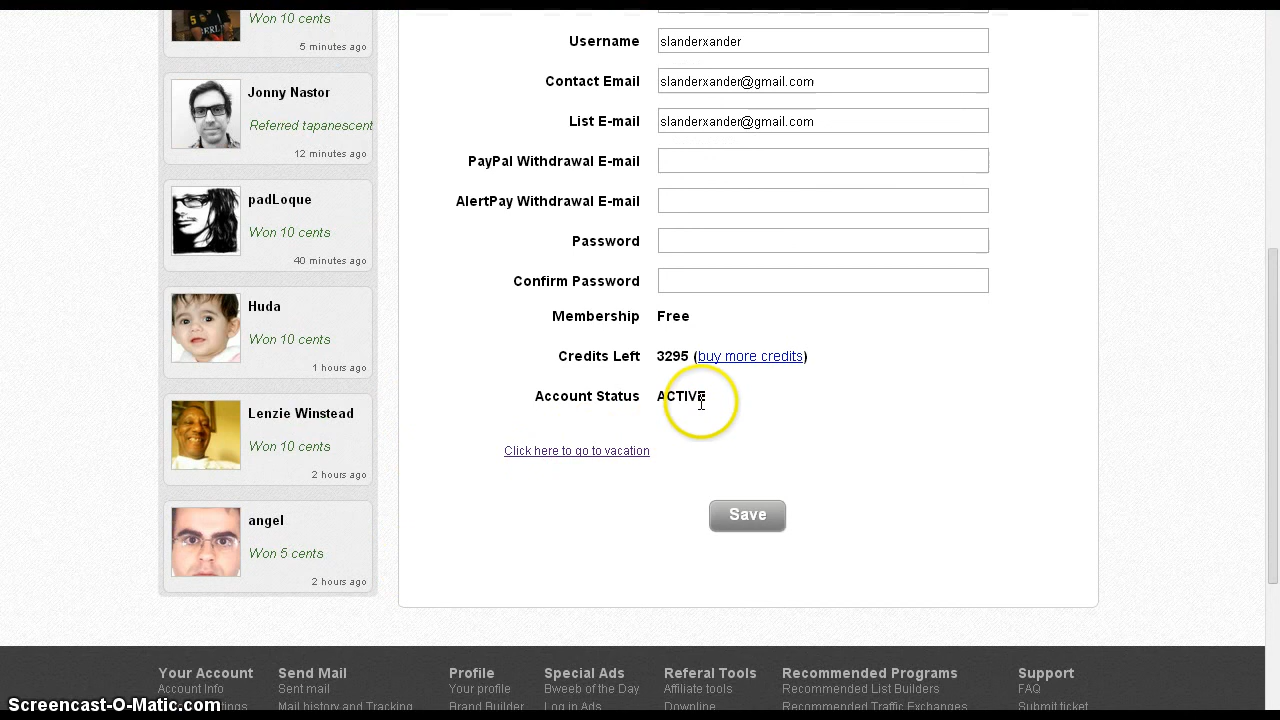 Won 10 cents
5 minutes ago
Jonny Nastor
Referred tapanescent
12 minutes ago
padLoque
Won 10 cents
40 minutes ago
Huda
Won 10 cents
1 hours ago
Lenzie Winstead
Won 10 cents
2 hours ago
angel
Won 5 cents
2 hours ago
Username slanderxander
Contact Email slanderxander@gmail.com
List E-mail slanderxander@gmail.com
PayPal Withdrawal E-mail
AlertPay Withdrawal E-mail
Password
Confirm Password
Membership Free
Credits Left 3295 (buy more credits)
Account Status ACTIVE
Click here to go to vacation
Save
Your Account Send Mail Profile Special Ads Referal Tools Recommended Programs Support
Account Info Sent mail Your profile Bweeb of the Day Affiliate tools Recommended List Builders FAQ
Mail history and Tracking Brand Builder Log in Ads Downline Recommended Traffic Exchanges Submit ticket
Screencast-O-Matic.com